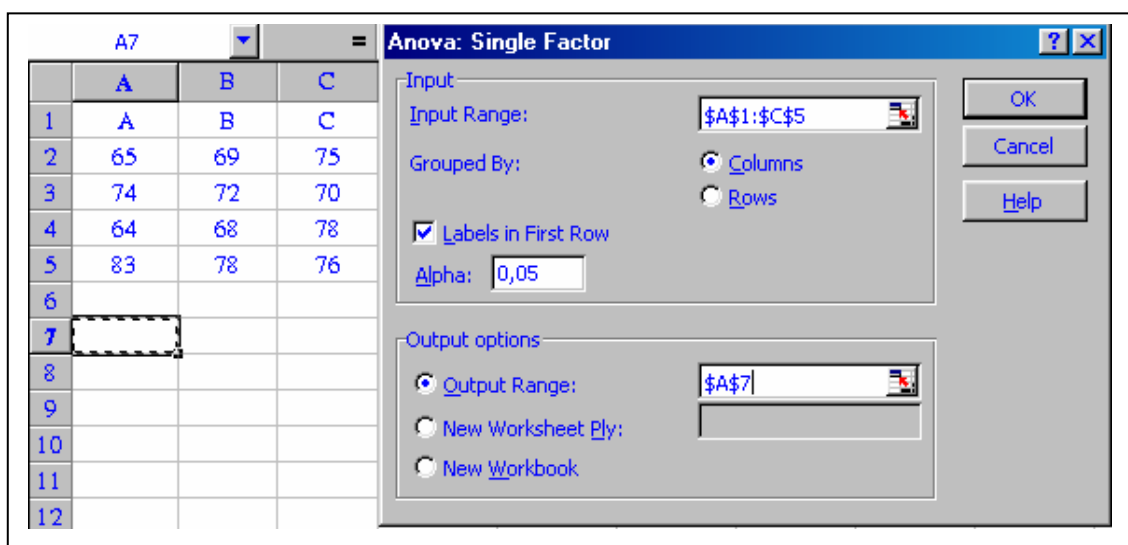 A7 = Anova: Single Factor ? X
A B C
1 A B C
2 65 69 75
3 74 72 70
4 64 68 78
5 83 78 76
6
7
8
9
10
11
12
Input
Input Range: $A$1:$C$5
Grouped By: Columns
Rows
Labels in First Row
Alpha: 0,05
OK
Cancel
Help
Output options
Output Range: $A$7
New Worksheet Ply:
New Workbook